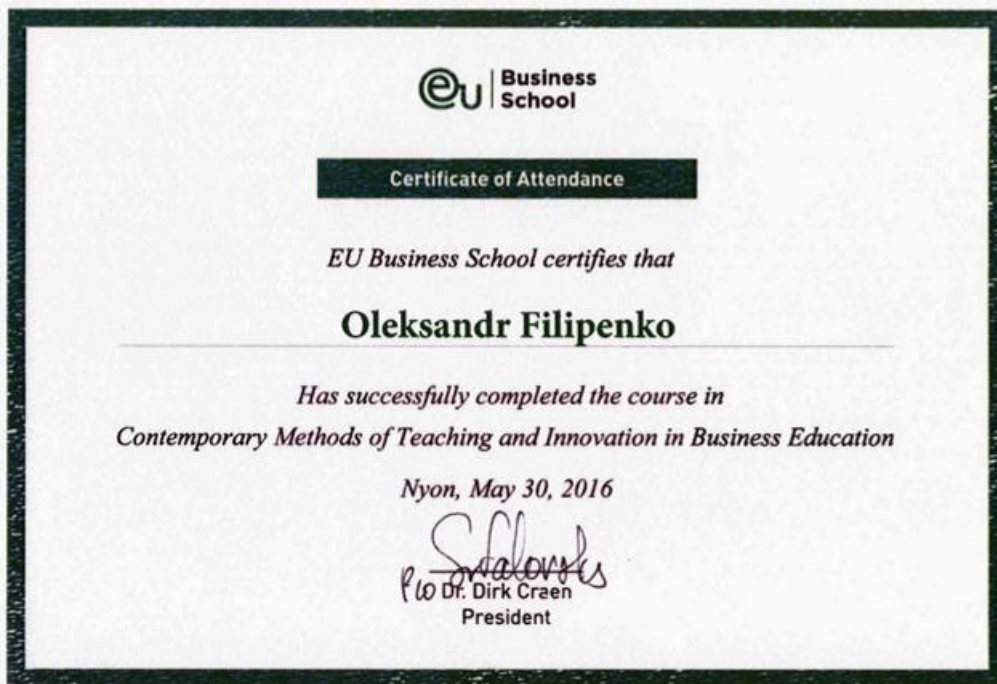 eu Business
School
Certificate of Attendance
EU Business School certifies that
Oleksandr Filipenko
Has successfully completed the course in
Contemporary Methods of Teaching and Innovation in Business Education
Nyon, May 30, 2016
Dr. Dirk Craen
President